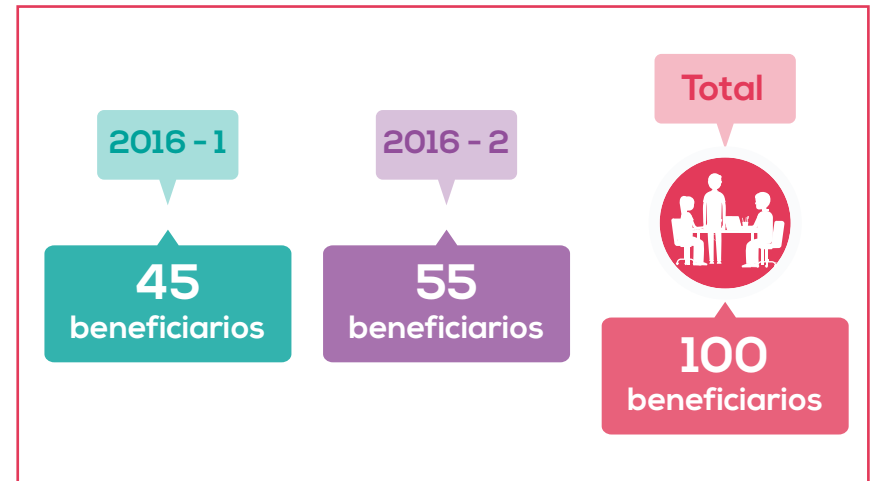 2016 - 1
45
beneficiarios
2016 - 2
55
beneficiarios
Total
100
beneficiarios